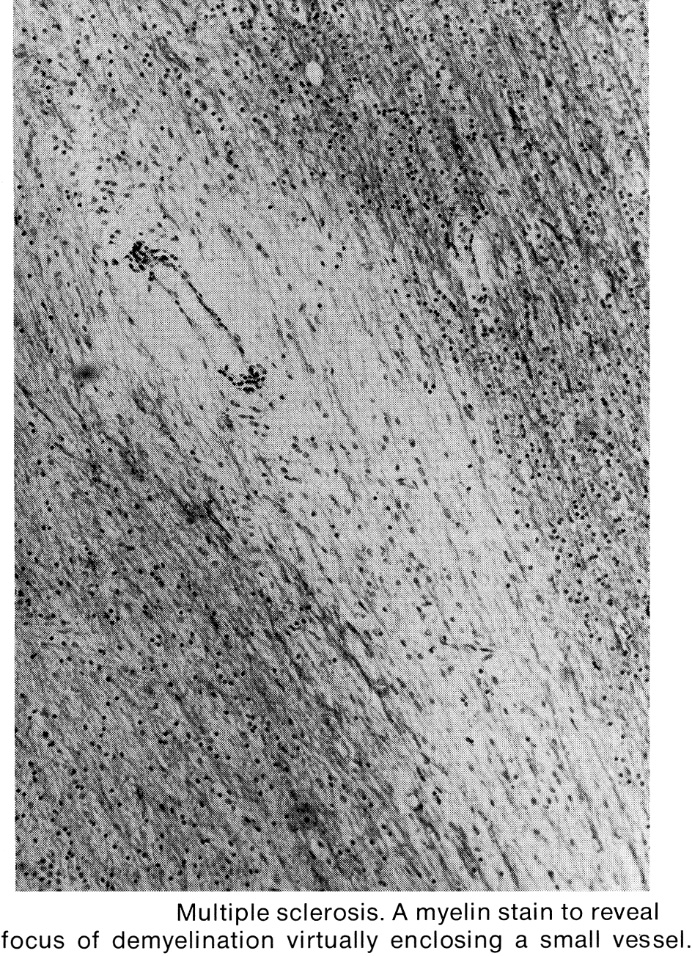 Multiple sclerosis. A myelin stain to reveal
focus of demyelination virtually enclosing a small vessel.